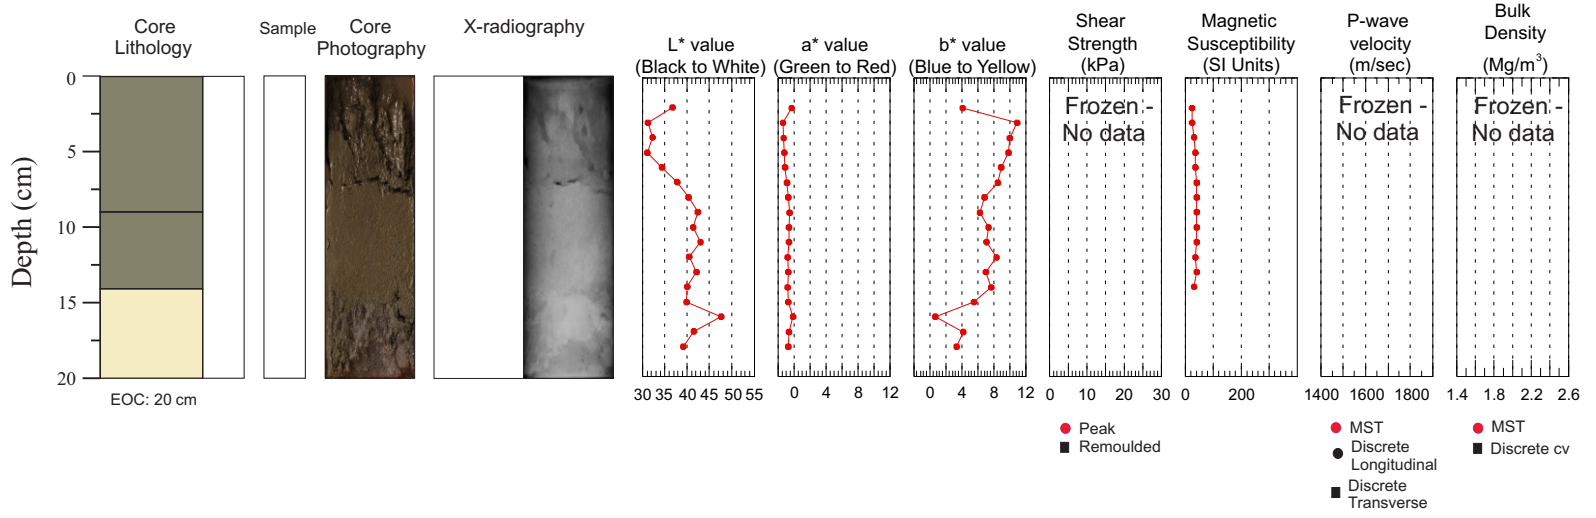 Core
Lithology
Sample
Core
Photography
X-radiography
L* value
(Black to White)
a* value
(Green to Red)
b* value
(Blue to Yellow)
Shear
Strength
(kPa)
Magnetic
Susceptibility
(SI Units)
P-wave
velocity
(m/sec)
Bulk
Density
(Mg/m³)
Depth (cm)
0
5
10
15
20
EOC: 20 cm
Frozen -
No data
Frozen -
No data
Frozen -
No data
30 35 40 45 50 55
0 4 8 12
0 4 8 12
0 10 20 30
0 200
1400 1600 1800
1.4 1.8 2.2 2.6
Peak
Remoulded
MST
Discrete
Longitudinal
Discrete
Transverse
MST
Discrete cv